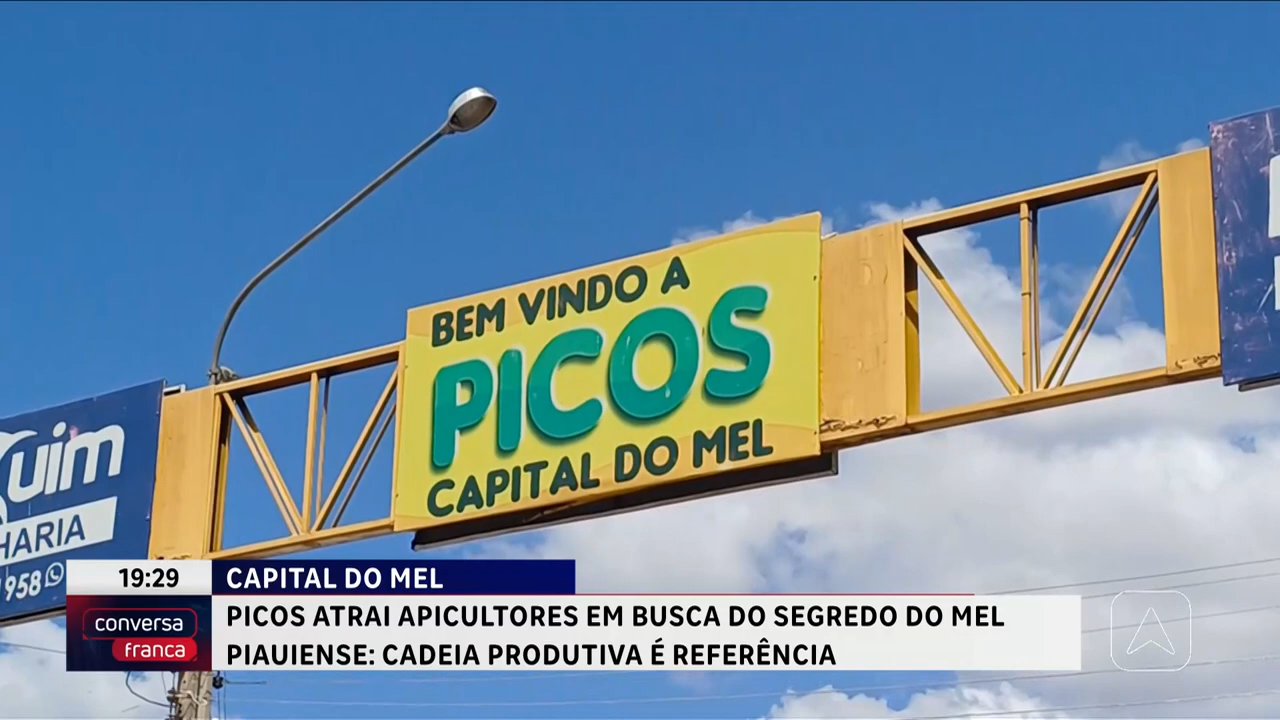 BEM VINDO A
PICOS
CAPITAL DO MEL
uim
HARIA
958
19:29
CAPITAL DO MEL
conversa
franca
PICOS ATRAI APICULTORES EM BUSCA DO SEGREDO DO MEL
PIAUIENSE: CADEIA PRODUTIVA É REFERÊNCIA